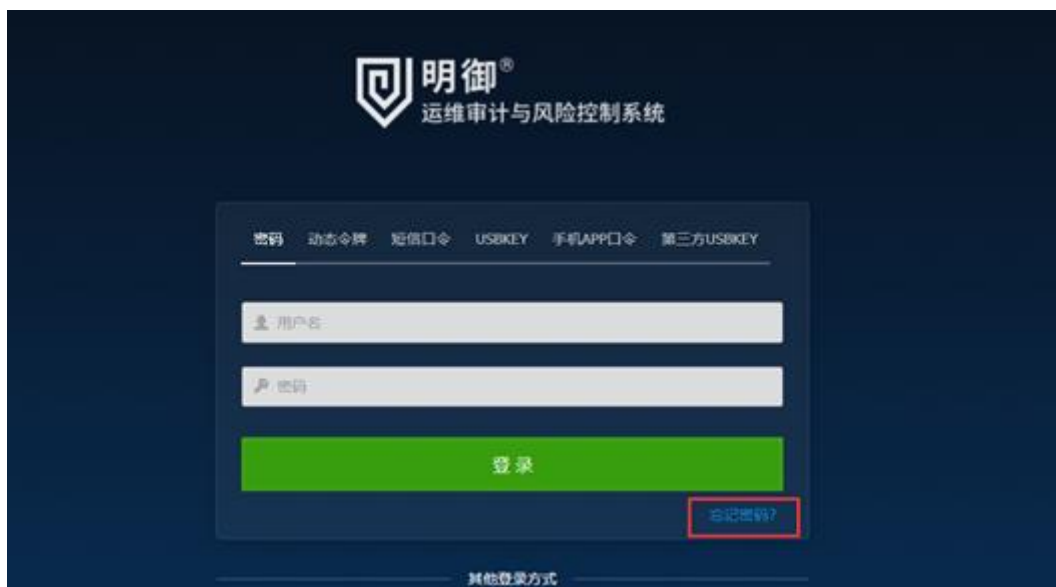 明御®
运维审计与风险控制系统
密码 动态令牌 短信口令 USBKEY 手机APP口令 第三方USBKEY
用户名
密码
登录
忘记密码?
其他登录方式